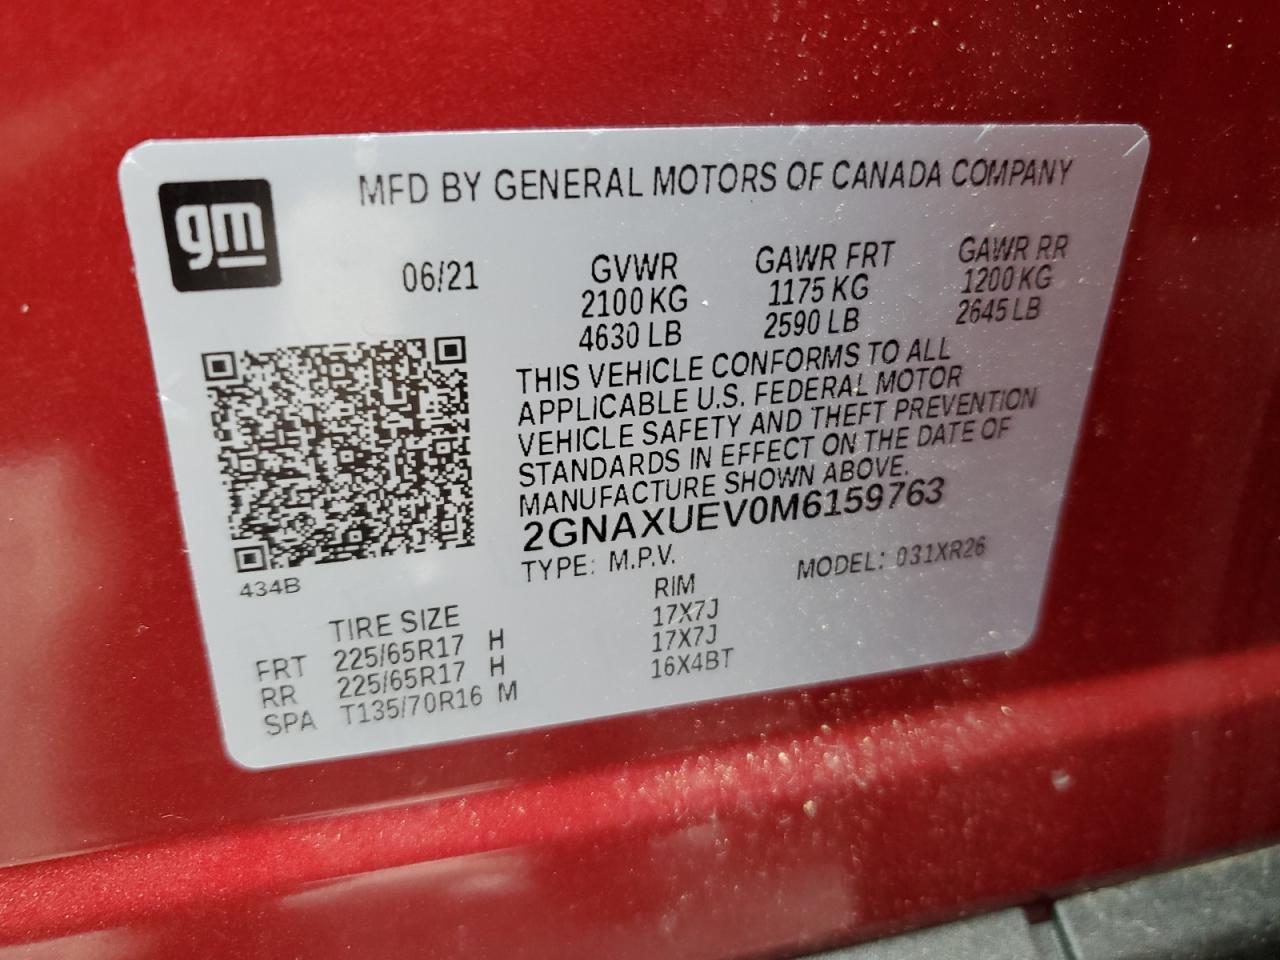 gm
MFD BY GENERAL MOTORS OF CANADA COMPANY
06/21
GVWR
2100 KG
4630 LB
GAWR FRT
1175 KG
2590 LB
GAWR RR
1200 KG
2645 LB
THIS VEHICLE CONFORMS TO ALL
APPLICABLE U.S. FEDERAL MOTOR
VEHICLE SAFETY AND THEFT PREVENTION
STANDARDS IN EFFECT ON THE DATE OF
MANUFACTURE SHOWN ABOVE.
2GNAXUEV0M6159763
TYPE: M.P.V. MODEL: 031XR26
434B
TIRE SIZE RIM
FRT 225/65R17 H 17X7J
RR 225/65R17 H 17X7J
SPA T135/70R16 M 16X4BT